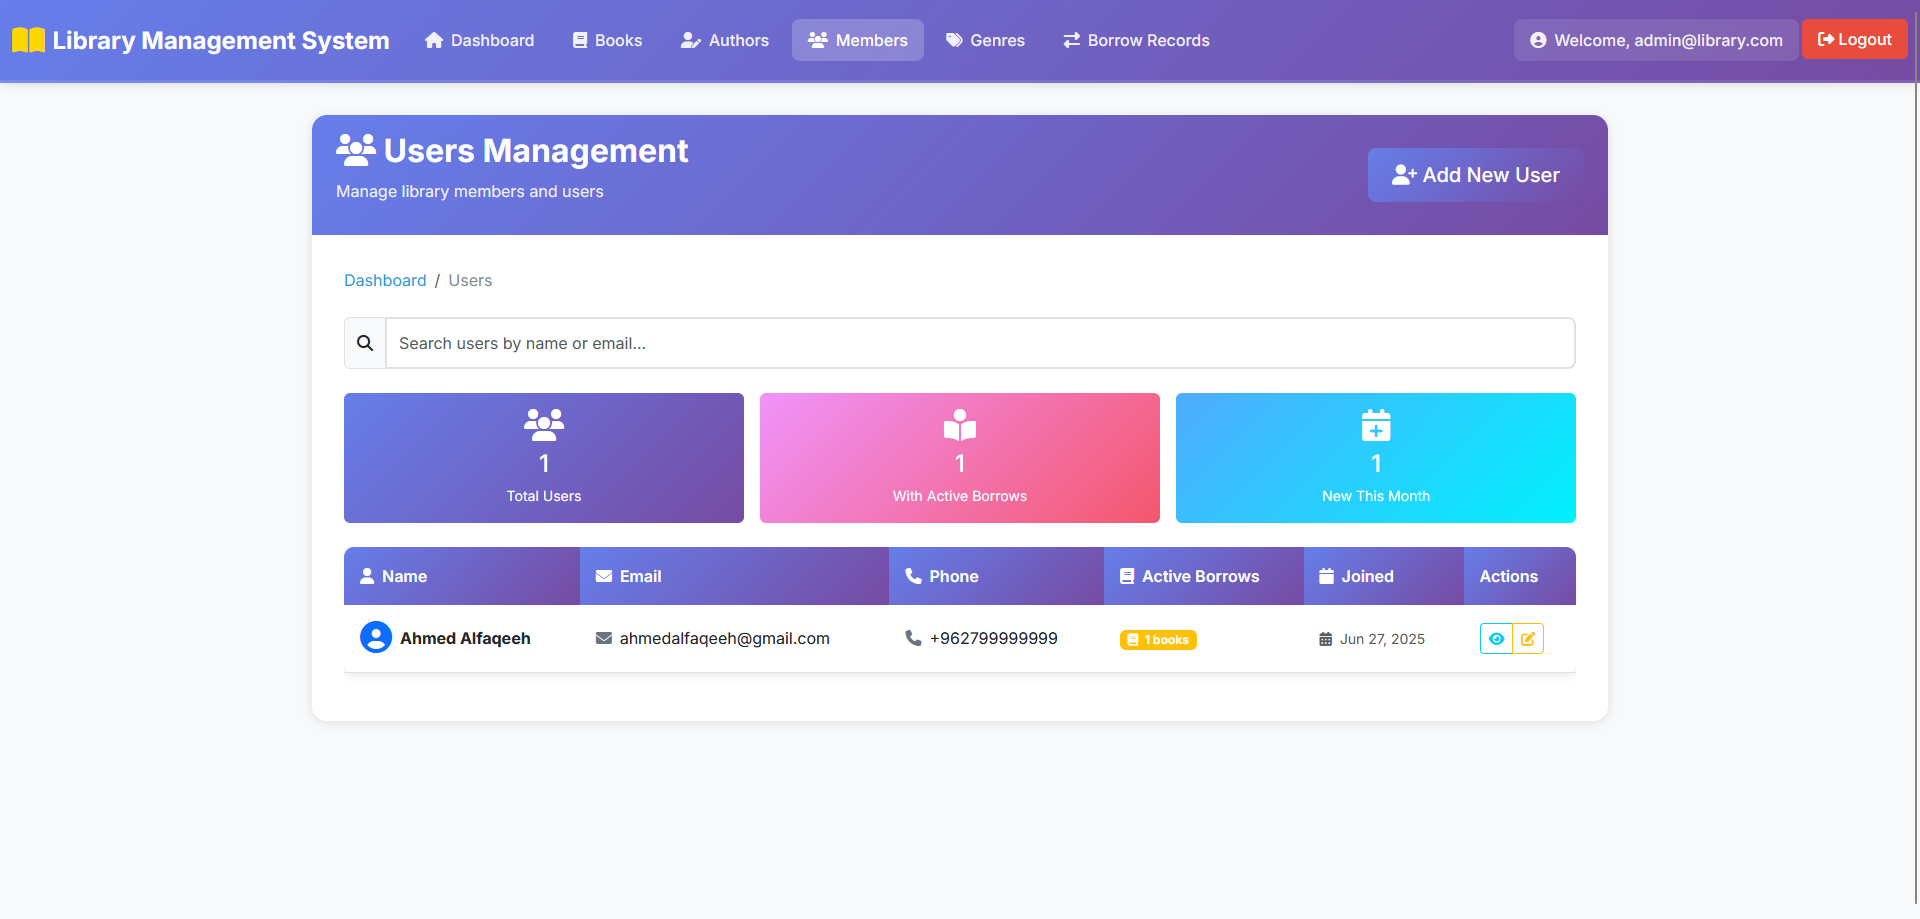 Library Management System Dashboard Books Authors Members Genres Borrow Records Welcome, admin@library.com Logout
Users Management
Manage library members and users
Add New User
Dashboard / Users
Search users by name or email...
1 1 1
Total Users With Active Borrows New This Month
Name Email Phone Active Borrows Joined Actions
Ahmed Alfaqeeh ahmedalfaqeeh@gmail.com +962799999999 1 books Jun 27, 2025